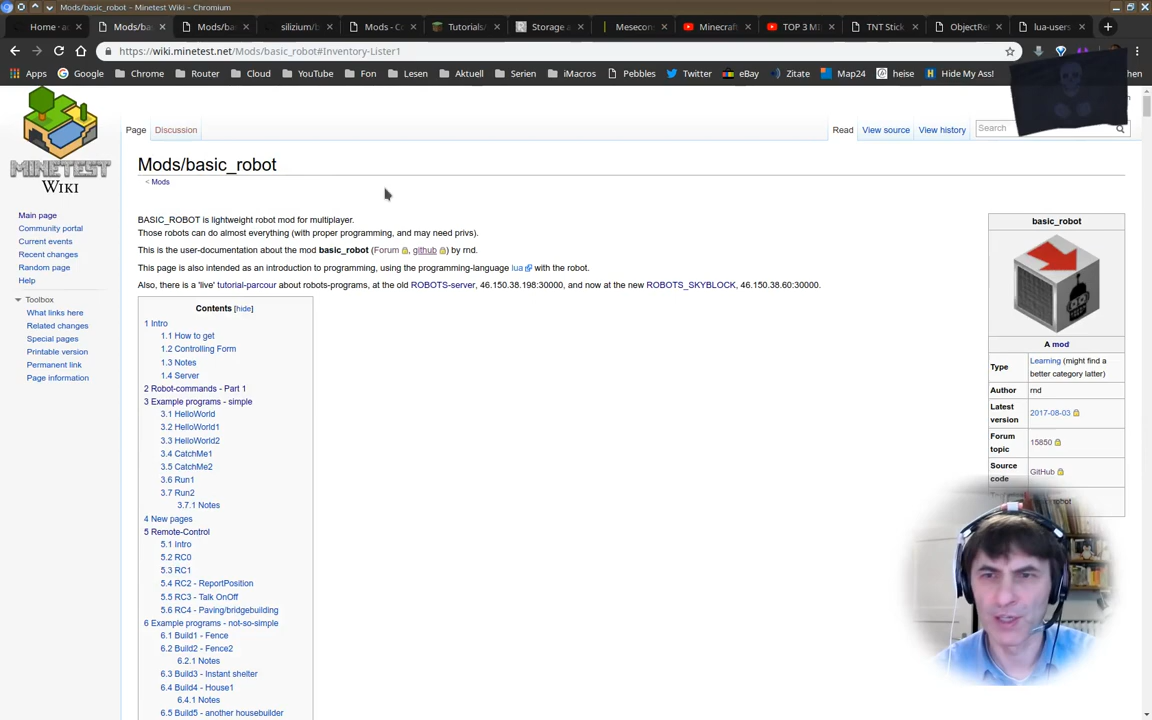 Mods/basic_robot – Minetest Wiki - Chromium
Home · a
Mods/bas
Mods/bas
silizium/b
Mods - C
Tutorials/
Storage a
Mesecon
Minecraf
TOP 3 Mi
TNT Stick
ObjectRef
lua-users
https://wiki.minetest.net/Mods/basic_robot#Inventory-Lister1
Apps Google Chrome Router Cloud YouTube Fon Lesen Aktuell Serien iMacros Pebbles Twitter eBay Zitate Map24 heise Hide My Ass!
MINETEST
WIKI
Page Discussion Read View source View history Search
Mods/basic_robot
< Mods
BASIC_ROBOT is lightweight robot mod for multiplayer.
Those robots can do almost everything (with proper programming, and may need privs).
This is the user-documentation about the mod basic_robot (Forum, github) by rnd.
This page is also intended as an introduction to programming, using the programming-language lua with the robot.
Also, there is a 'live' tutorial-parcour about robots-programs, at the old ROBOTS-server, 46.150.38.198:30000, and now at the new ROBOTS_SKYBLOCK, 46.150.38.60:30000.
Main page
Community portal
Current events
Recent changes
Random page
Help
Toolbox
What links here
Related changes
Special pages
Printable version
Permanent link
Page information
Contents [hide]
1 Intro
1.1 How to get
1.2 Controlling Form
1.3 Notes
1.4 Server
2 Robot-commands - Part 1
3 Example programs - simple
3.1 HelloWorld
3.2 HelloWorld1
3.3 HelloWorld2
3.4 CatchMe1
3.5 CatchMe2
3.6 Run1
3.7 Run2
3.7.1 Notes
4 New pages
5 Remote-Control
5.1 Intro
5.2 RC0
5.3 RC1
5.4 RC2 - ReportPosition
5.5 RC3 - Talk OnOff
5.6 RC4 - Paving/bridgebuilding
6 Example programs - not-so-simple
6.1 Build1 - Fence
6.2 Build2 - Fence2
6.2.1 Notes
6.3 Build3 - Instant shelter
6.4 Build4 - House1
6.4.1 Notes
6.5 Build5 - another housebuilder
basic_robot
A mod
Type Learning (might find a better category latter)
Author rnd
Latest version 2017-08-03
Forum topic 15850
Source code GitHub